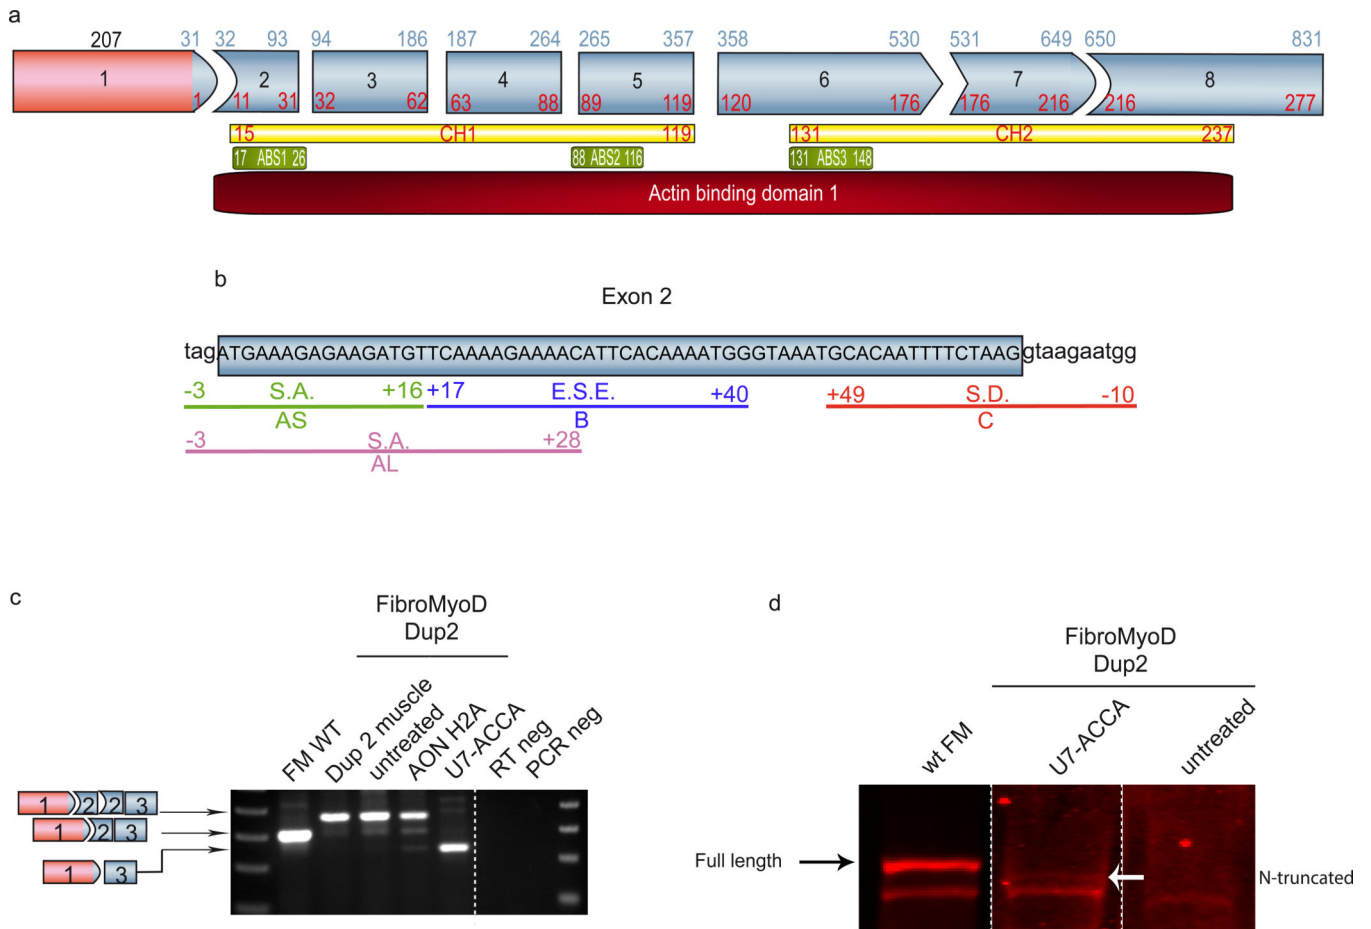 a
207 31 32 93 94 186 187 264 265 357 358 530 531 649 650 831
1 2 3 4 5 6 7 8
1 11 31 32 62 63 88 89 119 120 176 176 216 216 277
15 CH1 119 131 CH2 237
17 ABS1 26 88 ABS2 116 131 ABS3 148
Actin binding domain 1
b
Exon 2
tagATGAAAGAGAAGATGTTCAAAAGAAAACATTCACAAAATGGGTAAATGCACAATTTTCTAAGgtaagaatgg
-3 S.A. +16 +17 E.S.E. +40 +49 S.D. -10
AS B C
-3 S.A. +28
AL
c
FibroMyoD
Dup2
FM WT
Dup 2 muscle
untreated
AON H2A
U7-ACCA
RT neg
PCR neg
1 2 2 3
1 2 3
1 3
d
FibroMyoD
Dup2
wt FM
U7-ACCA
untreated
Full length
N-truncated